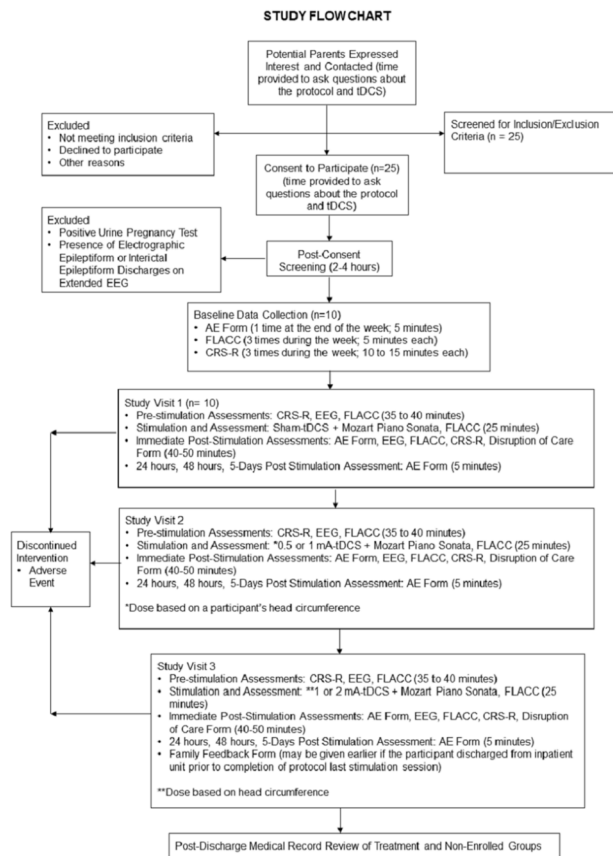 STUDY FLOW CHART
Potential Parents Expressed
Interest and Contacted (time
provided to ask questions about
the protocol and tDCS)
Excluded
• Not meeting inclusion criteria
• Declined to participate
• Other reasons
Screened for Inclusion/Exclusion
Criteria (n = 25)
Consent to Participate (n=25)
(time provided to ask
questions about the protocol
and tDCS)
Excluded
• Positive Urine Pregnancy Test
• Presence of Electrographic
Epileptiform or Interictal
Epileptiform Discharges on
Extended EEG
Post-Consent
Screening (2-4 hours)
Baseline Data Collection (n=10)
• AE Form (1 time at the end of the week; 5 minutes)
• FLACC (3 times during the week; 5 minutes each)
• CRS-R (3 times during the week; 10 to 15 minutes each)
Study Visit 1 (n= 10)
• Pre-stimulation Assessments: CRS-R, EEG, FLACC (35 to 40 minutes)
• Stimulation and Assessment: Sham-tDCS + Mozart Piano Sonata, FLACC (25 minutes)
• Immediate Post-Stimulation Assessments: AE Form, EEG, FLACC, CRS-R, Disruption of Care
Form (40-50 minutes)
• 24 hours, 48 hours, 5-Days Post Stimulation Assessment: AE Form (5 minutes)
Discontinued
Intervention
• Adverse
Event
Study Visit 2
• Pre-stimulation Assessments: CRS-R, EEG, FLACC (35 to 40 minutes)
• Stimulation and Assessment: *0.5 or 1 mA-tDCS + Mozart Piano Sonata, FLACC (25 minutes)
• Immediate Post-Stimulation Assessments: AE Form, EEG, FLACC, CRS-R, Disruption of Care
Form (40-50 minutes)
• 24 hours, 48 hours, 5-Days Post Stimulation Assessment: AE Form (5 minutes)
*Dose based on a participant's head circumference
Study Visit 3
• Pre-stimulation Assessments: CRS-R, EEG, FLACC (35 to 40 minutes)
• Stimulation and Assessment: **1 or 2 mA-tDCS + Mozart Piano Sonata, FLACC (25
minutes)
• Immediate Post-Stimulation Assessments: AE Form, EEG, FLACC, CRS-R, Disruption
of Care Form (40-50 minutes)
• 24 hours, 48 hours, 5-Days Post Stimulation Assessment: AE Form (5 minutes)
• Family Feedback Form (may be given earlier if the participant discharged from inpatient
unit prior to completion of protocol last stimulation session)
**Dose based on head circumference
Post-Discharge Medical Record Review of Treatment and Non-Enrolled Groups